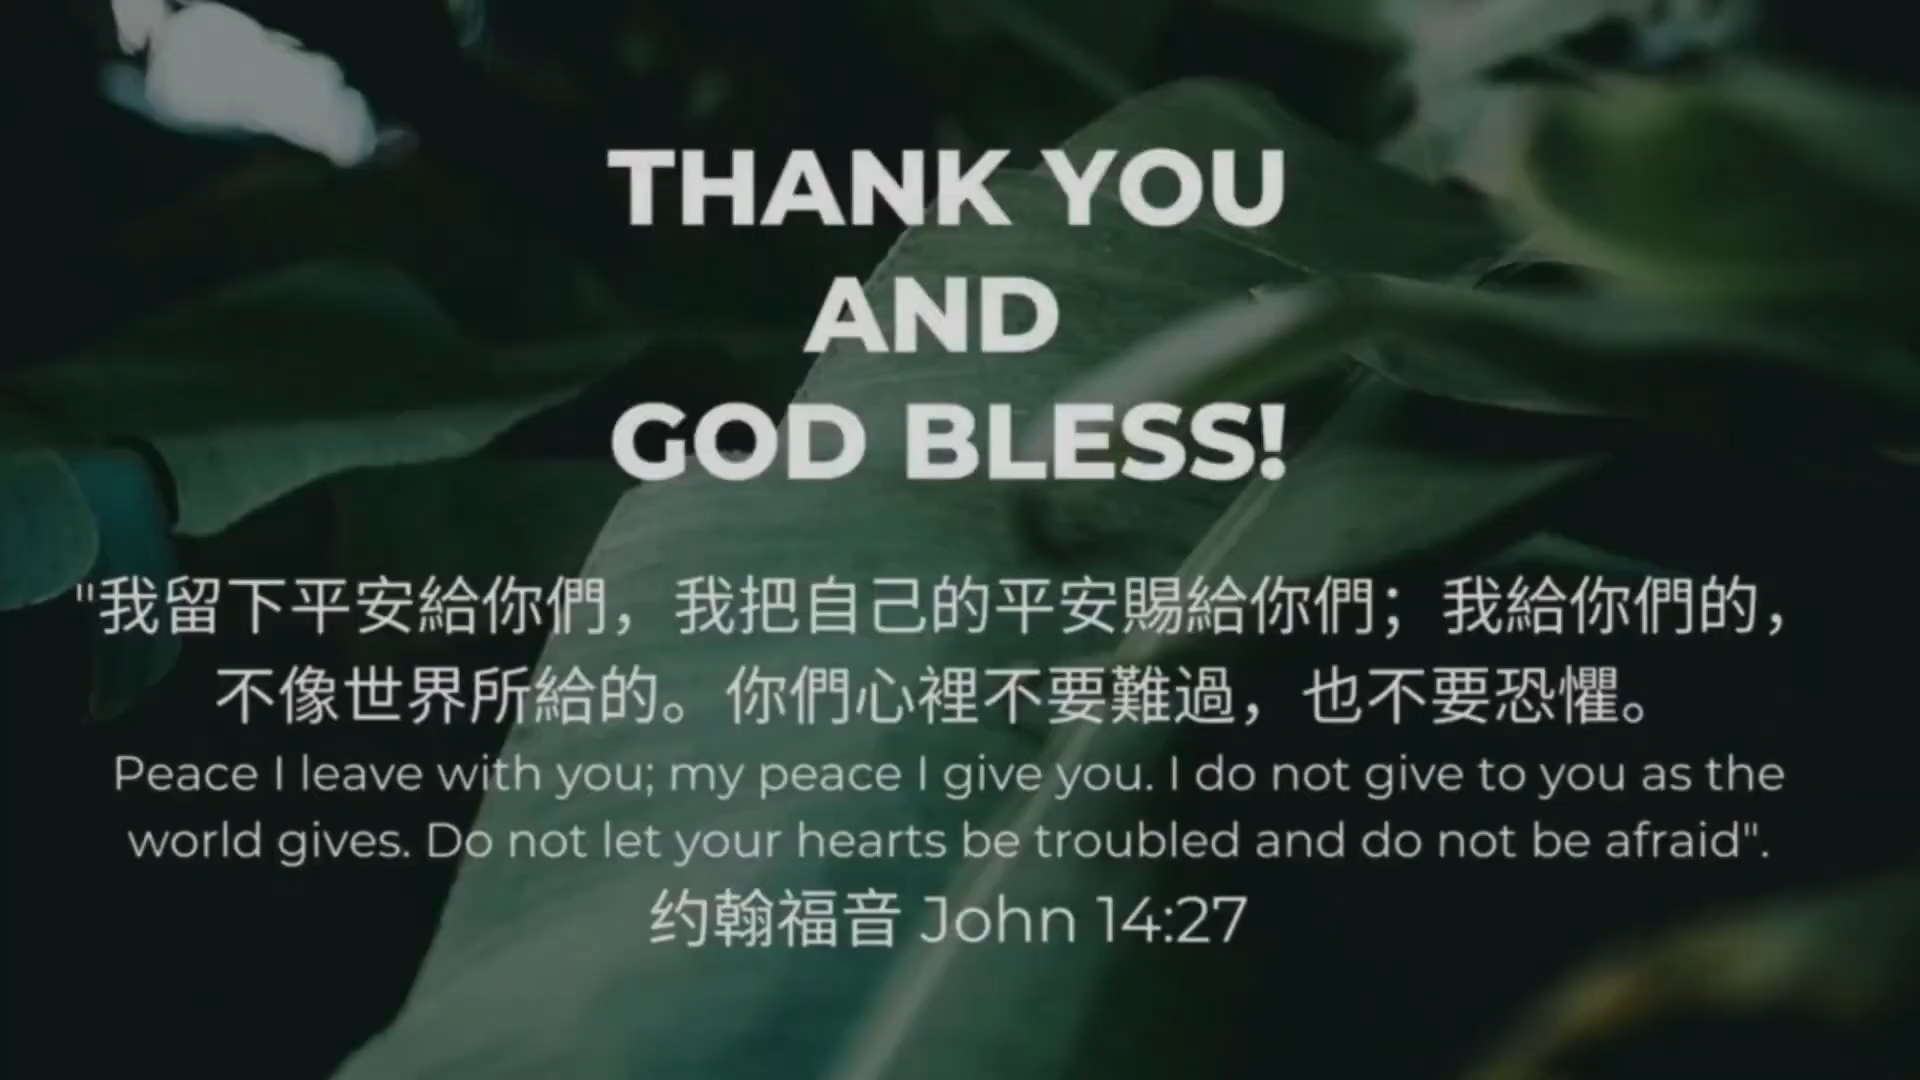 THANK YOU
AND
GOD BLESS!
"我留下平安給你們，我把自己的平安賜給你們；我給你們的，
不像世界所給的。你們心裡不要難過，也不要恐懼。
Peace I leave with you; my peace I give you. I do not give to you as the
world gives. Do not let your hearts be troubled and do not be afraid".
约翰福音 John 14:27